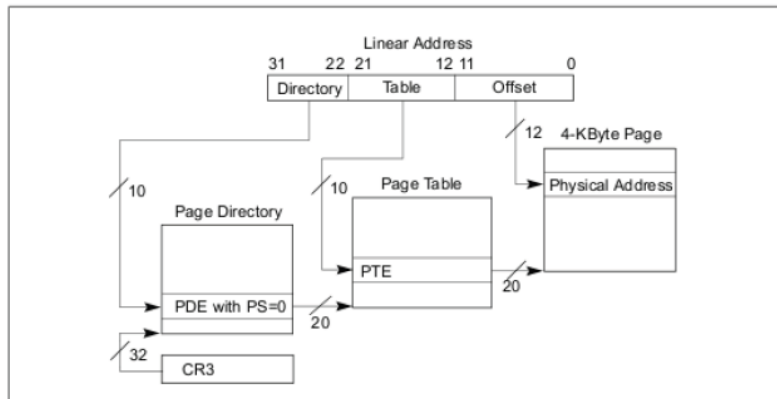 Linear Address
31 22 21 12 11 0
Directory Table Offset
12 4-KByte Page
10 10 Page Table Physical Address
Page Directory
PTE
20
PDE with PS=0
20
32
CR3